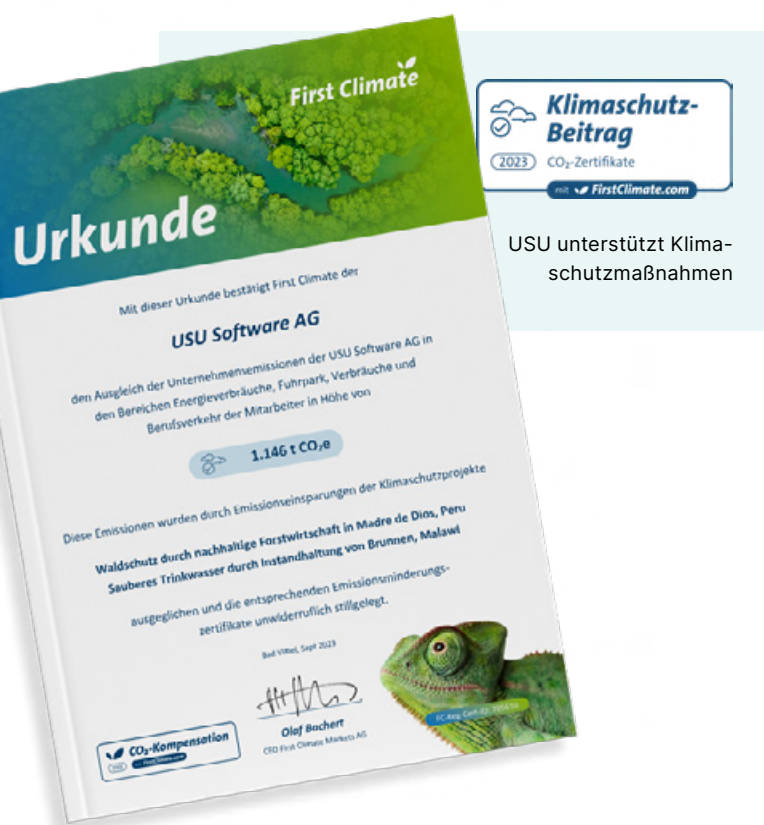 First Climate
Urkunde
Mit dieser Urkunde bestätigt First Climate der
USU Software AG
den Ausgleich der Unternehmensemissionen der USU Software AG in
den Bereichen Energieverbräuche, Fuhrpark, Verbräuche und
Berufsverkehr der Mitarbeiter in Höhe von
1.146 t CO₂e
Diese Emissionen wurden durch Emissionseinsparungen der Klimaschutzprojekte
Waldschutz durch nachhaltige Forstwirtschaft in Madre de Dios, Peru
Sauberes Trinkwasser durch Instandhaltung von Brunnen, Malawi
ausgeglichen und die entsprechenden Emissionsminderungs-
zertifikate unwiderruflich stillgelegt.
Bad Vilbel, Sept 2023
Olaf Bachert
CEO First Climate Markets AG
CO₂-Kompensation
FirstClimate.com
Klimaschutz-
Beitrag
2023 CO₂-Zertifikate
mit FirstClimate.com
USU unterstützt Klima-
schutzmaßnahmen